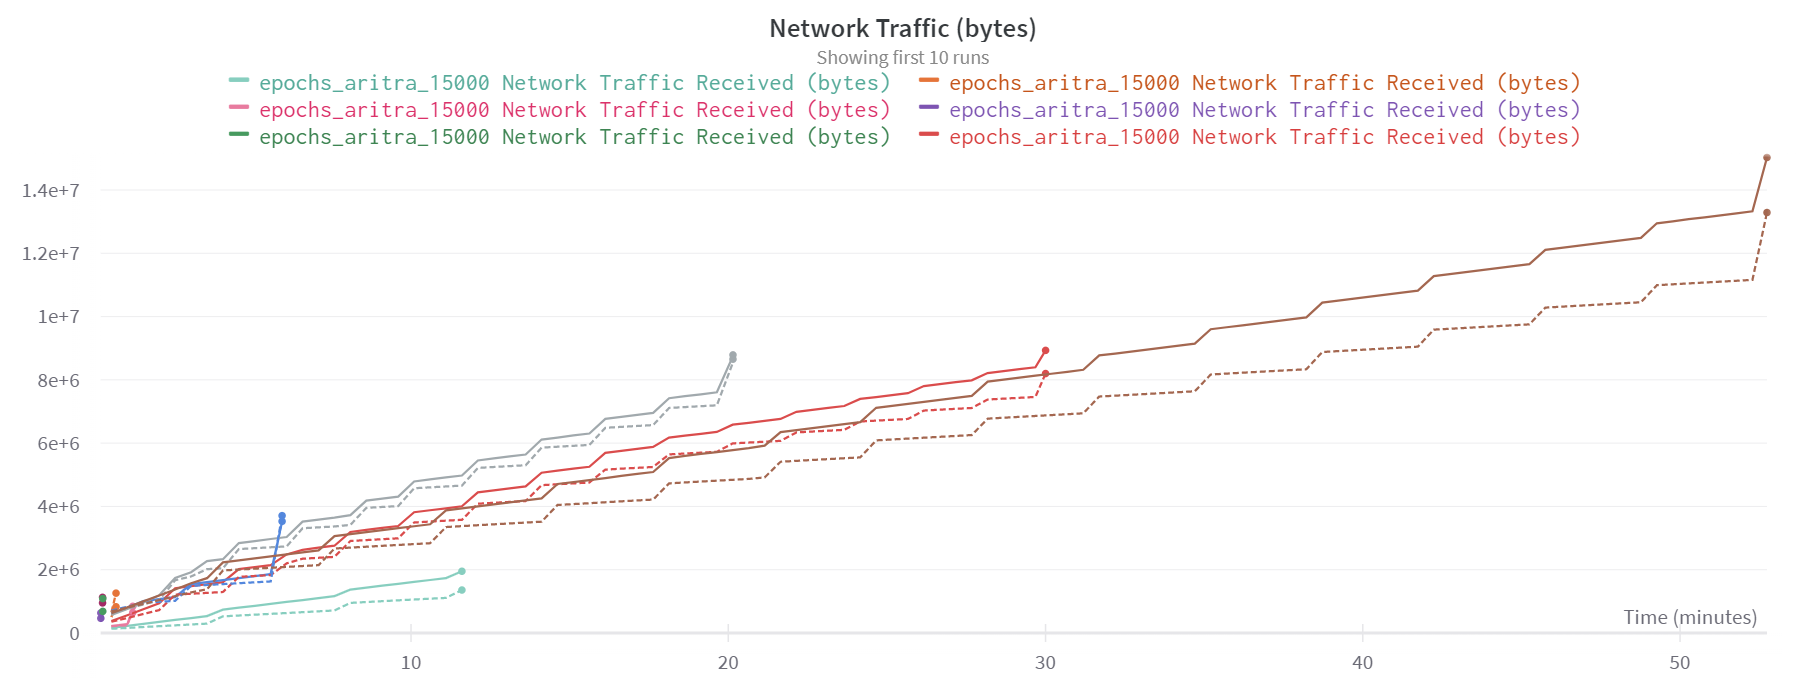 Network Traffic (bytes)
Showing first 10 runs
epochs_aritra_15000 Network Traffic Received (bytes) epochs_aritra_15000 Network Traffic Received (bytes)
epochs_aritra_15000 Network Traffic Received (bytes) epochs_aritra_15000 Network Traffic Received (bytes)
epochs_aritra_15000 Network Traffic Received (bytes) epochs_aritra_15000 Network Traffic Received (bytes)
1.4e+7
1.2e+7
1e+7
8e+6
6e+6
4e+6
2e+6
0
Time (minutes)
10 20 30 40 50